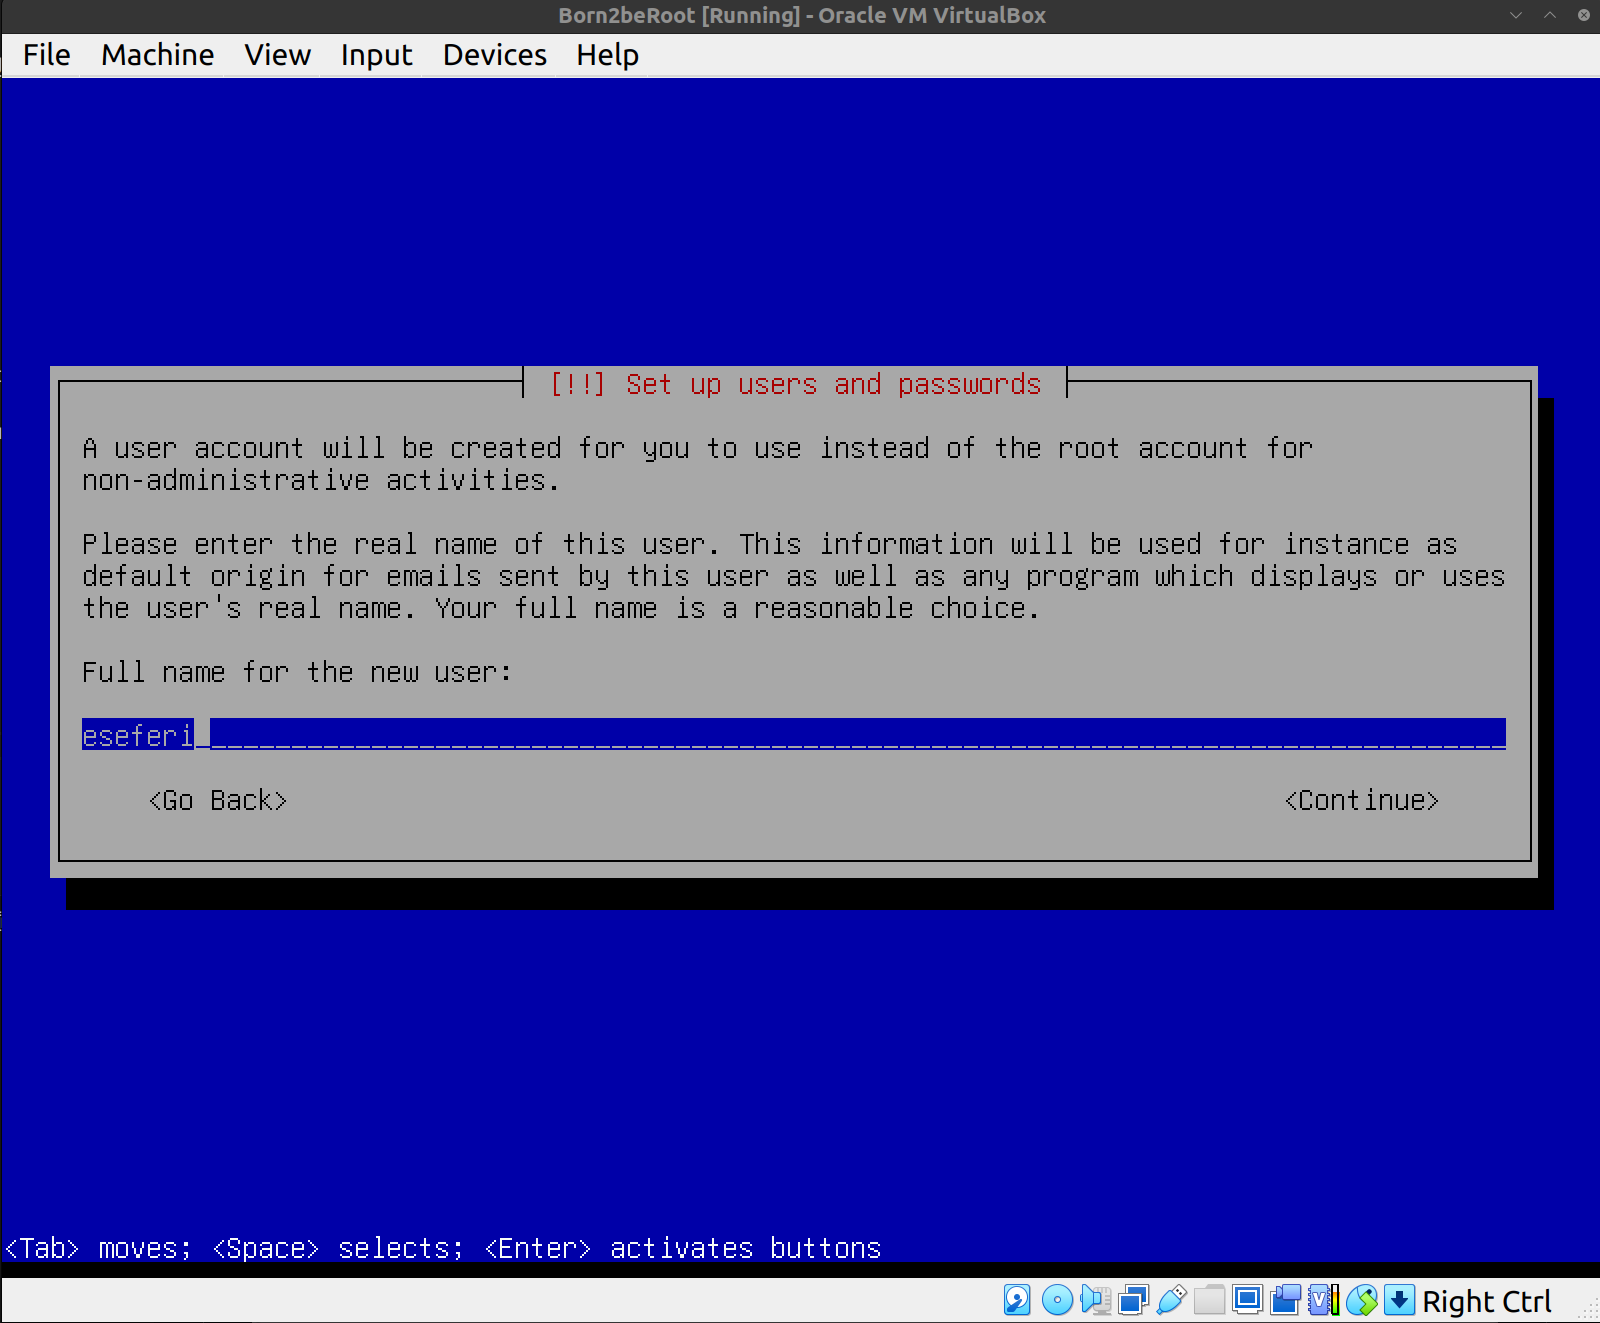 Born2beRoot [Running] - Oracle VM VirtualBox
File Machine View Input Devices Help
[!!] Set up users and passwords
A user account will be created for you to use instead of the root account for
non-administrative activities.
Please enter the real name of this user. This information will be used for instance as
default origin for emails sent by this user as well as any program which displays or uses
the user's real name. Your full name is a reasonable choice.
Full name for the new user:
eseferi
<Go Back> <Continue>
<Tab> moves; <Space> selects; <Enter> activates buttons
Right Ctrl